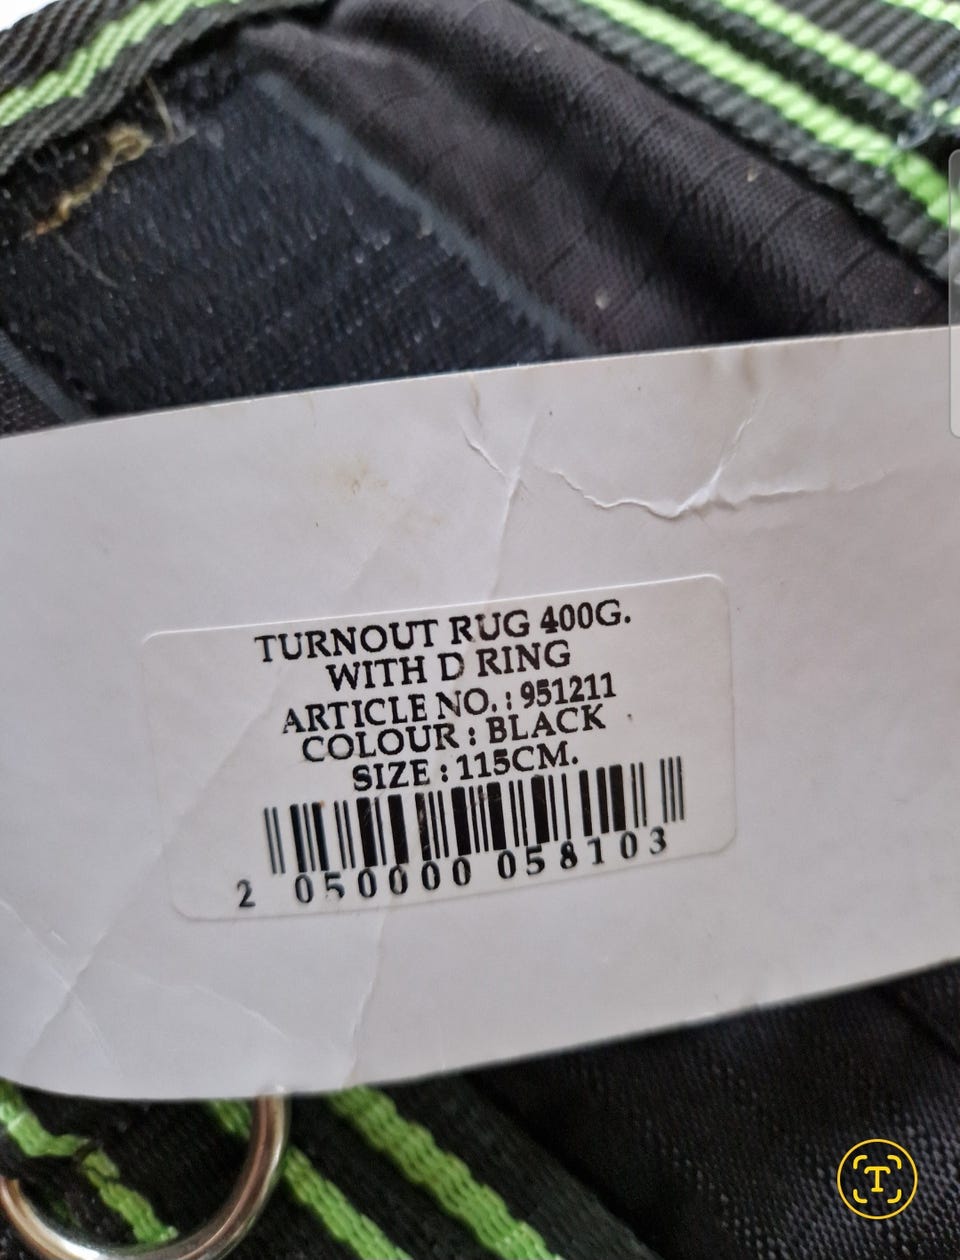 TURNOUT RUG 400G.
WITH D RING
ARTICLE NO.: 951211
COLOUR : BLACK
SIZE : 115CM.
2 050000 058103